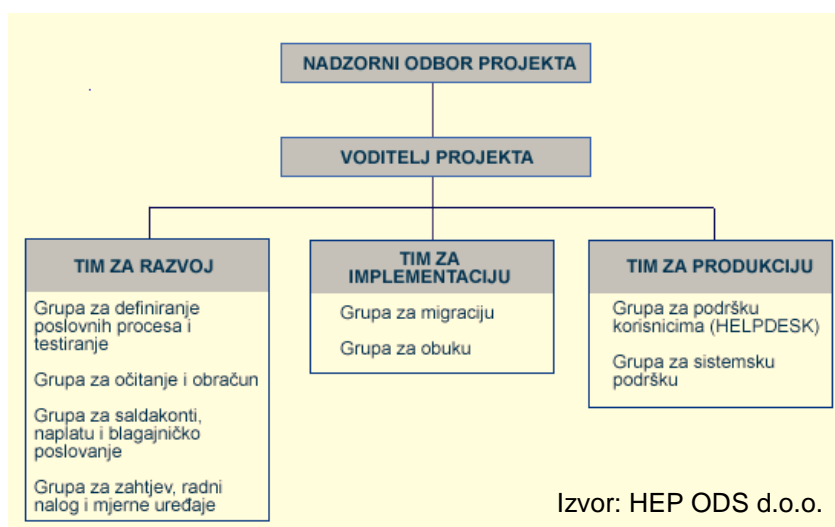 NADZORNI ODBOR PROJEKTA
VODITELJ PROJEKTA
TIM ZA RAZVOJ
Grupa za definiranje
poslovnih procesa i
testiranje
Grupa za očitanje i obračun
Grupa za saldakonti,
naplatu i blagajničko
poslovanje
Grupa za zahtjev, radni
nalog i mjerne uređaje
TIM ZA
IMPLEMENTACIJU
Grupa za migraciju
Grupa za obuku
TIM ZA PRODUKCIJU
Grupa za podršku
korisnicima (HELPDESK)
Grupa za sistemsku
podršku
Izvor: HEP ODS d.o.o.